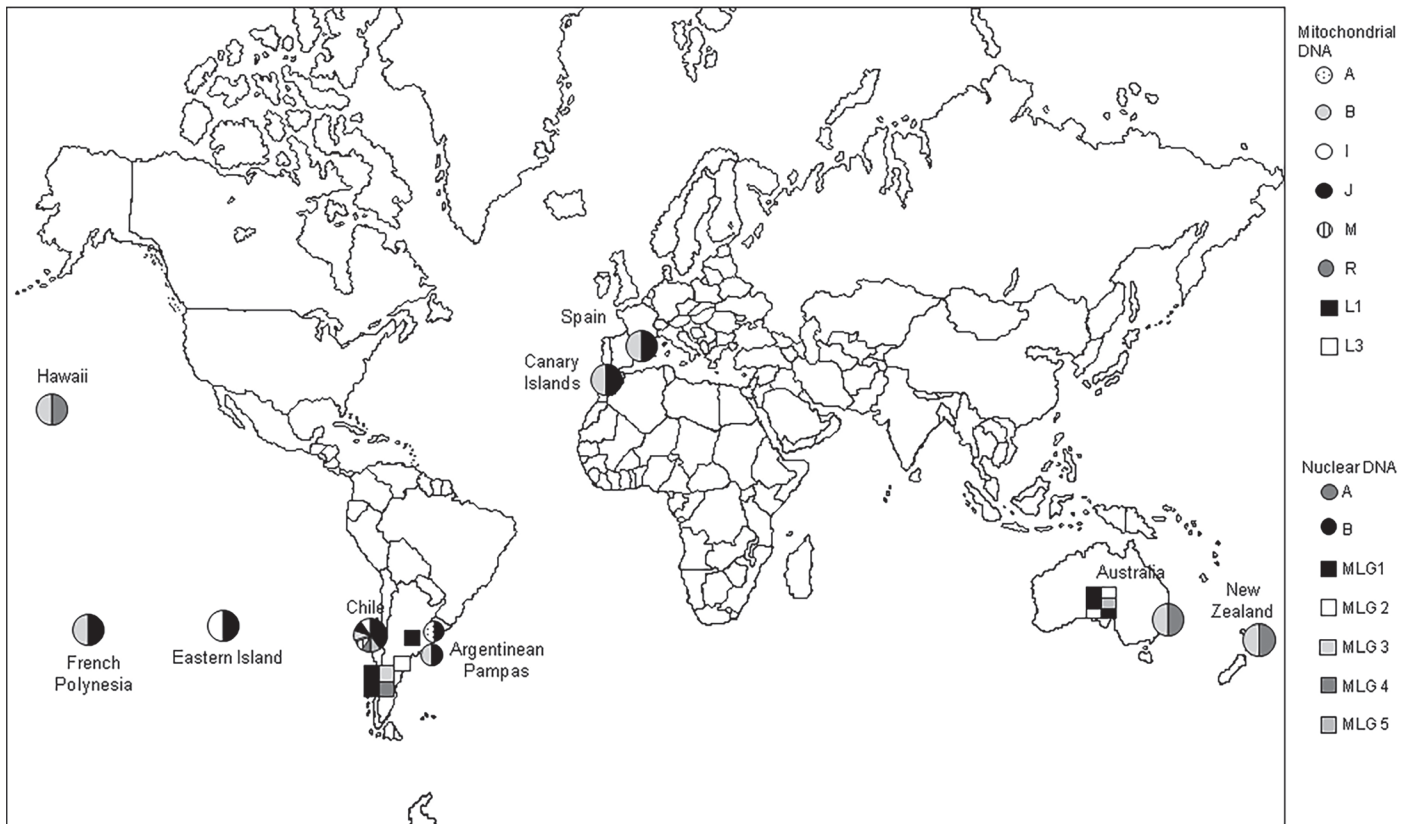 Mitochondrial
DNA
A
B
I
J
M
R
L1
L3
Spain
Canary
Islands
Hawaii
Nuclear DNA
A
B
MLG1
MLG 2
MLG 3
MLG 4
MLG 5
Australia
New
Zealand
Chile
French
Polynesia
Eastern Island
Argentinean
Pampas